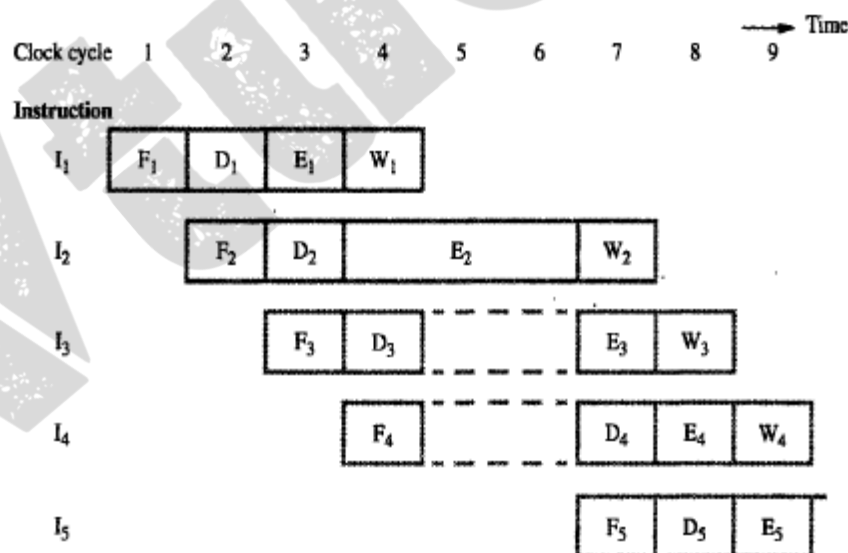 Time
Clock cycle 1 2 3 4 5 6 7 8 9
Instruction
I₁ F₁ D₁ E₁ W₁
I₂ F₂ D₂ E₂ W₂
I₃ F₃ D₃ E₃ W₃
I₄ F₄ D₄ E₄ W₄
I₅ F₅ D₅ E₅